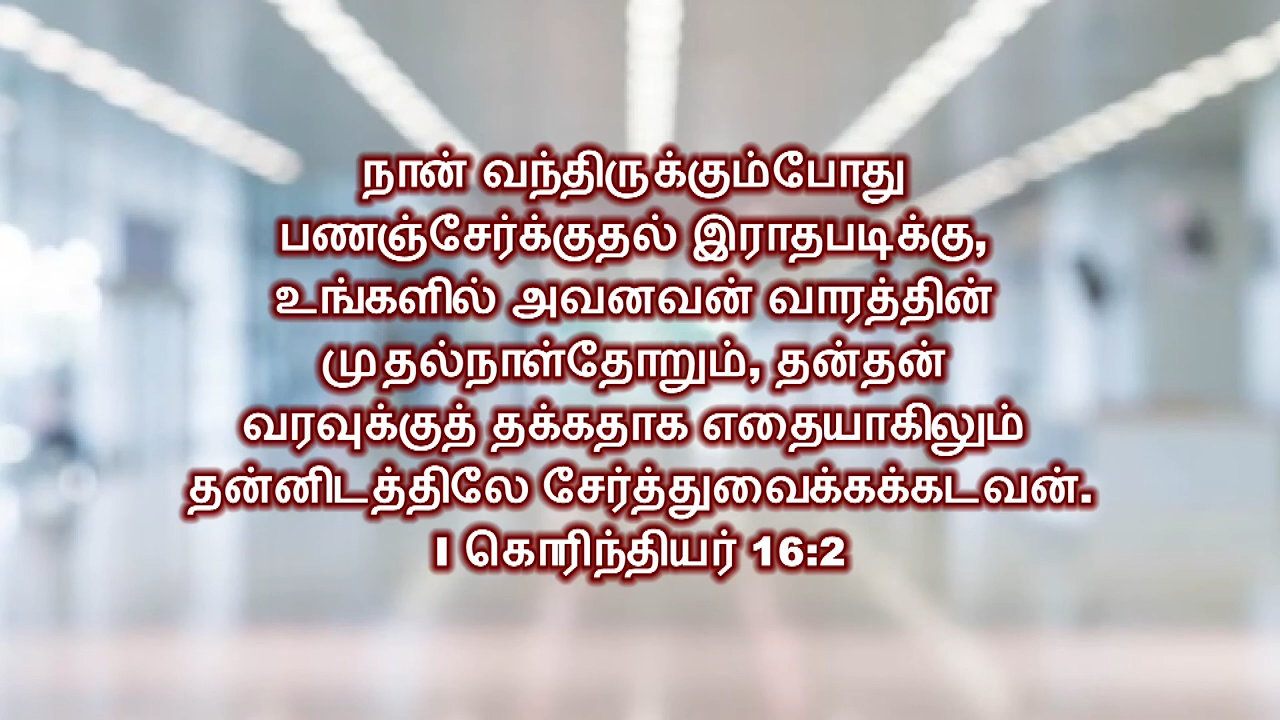 நான் வந்திருக்கும்போது
பணஞ்சேர்க்குதல் இராதபடிக்கு,
உங்களில் அவனவன் வாரத்தின்
முதல்நாள்தோறும், தன்தன்
வரவுக்குத் தக்கதாக எதையாகிலும்
தன்னிடத்திலே சேர்த்துவைக்கக்கடவன்.
I கொரிந்தியர் 16:2